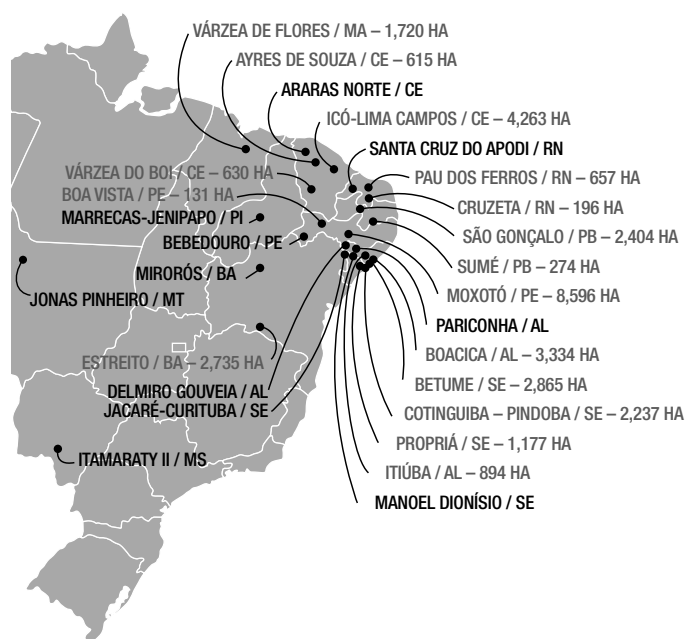 VÁRZEA DE FLORES / MA – 1,720 HA
AYRES DE SOUZA / CE – 615 HA
ARARAS NORTE / CE
ICÓ-LIMA CAMPOS / CE – 4,263 HA
SANTA CRUZ DO APODI / RN
VÁRZEA DO BOI / CE – 630 HA
PAU DOS FERROS / RN – 657 HA
BOA VISTA / PE – 131 HA
CRUZETA / RN – 196 HA
MARRECAS-JENIPAPO / PI
SÃO GONÇALO / PB – 2,404 HA
BEBEDOURO / PE
SUMÉ / PB – 274 HA
MIRORÓS / BA
MOXOTÓ / PE – 8,596 HA
JONAS PINHEIRO / MT
PARICONHA / AL
BOACICA / AL – 3,334 HA
ESTREITO / BA – 2,735 HA
BETUME / SE – 2,865 HA
DELMIRO GOUVEIA / AL
JACARÉ-CURITUBA / SE
COTINGUIBA – PINDOBA / SE – 2,237 HA
PROPRIÁ / SE – 1,177 HA
ITAMARATY II / MS
ITIÚBA / AL – 894 HA
MANOEL DIONÍSIO / SE